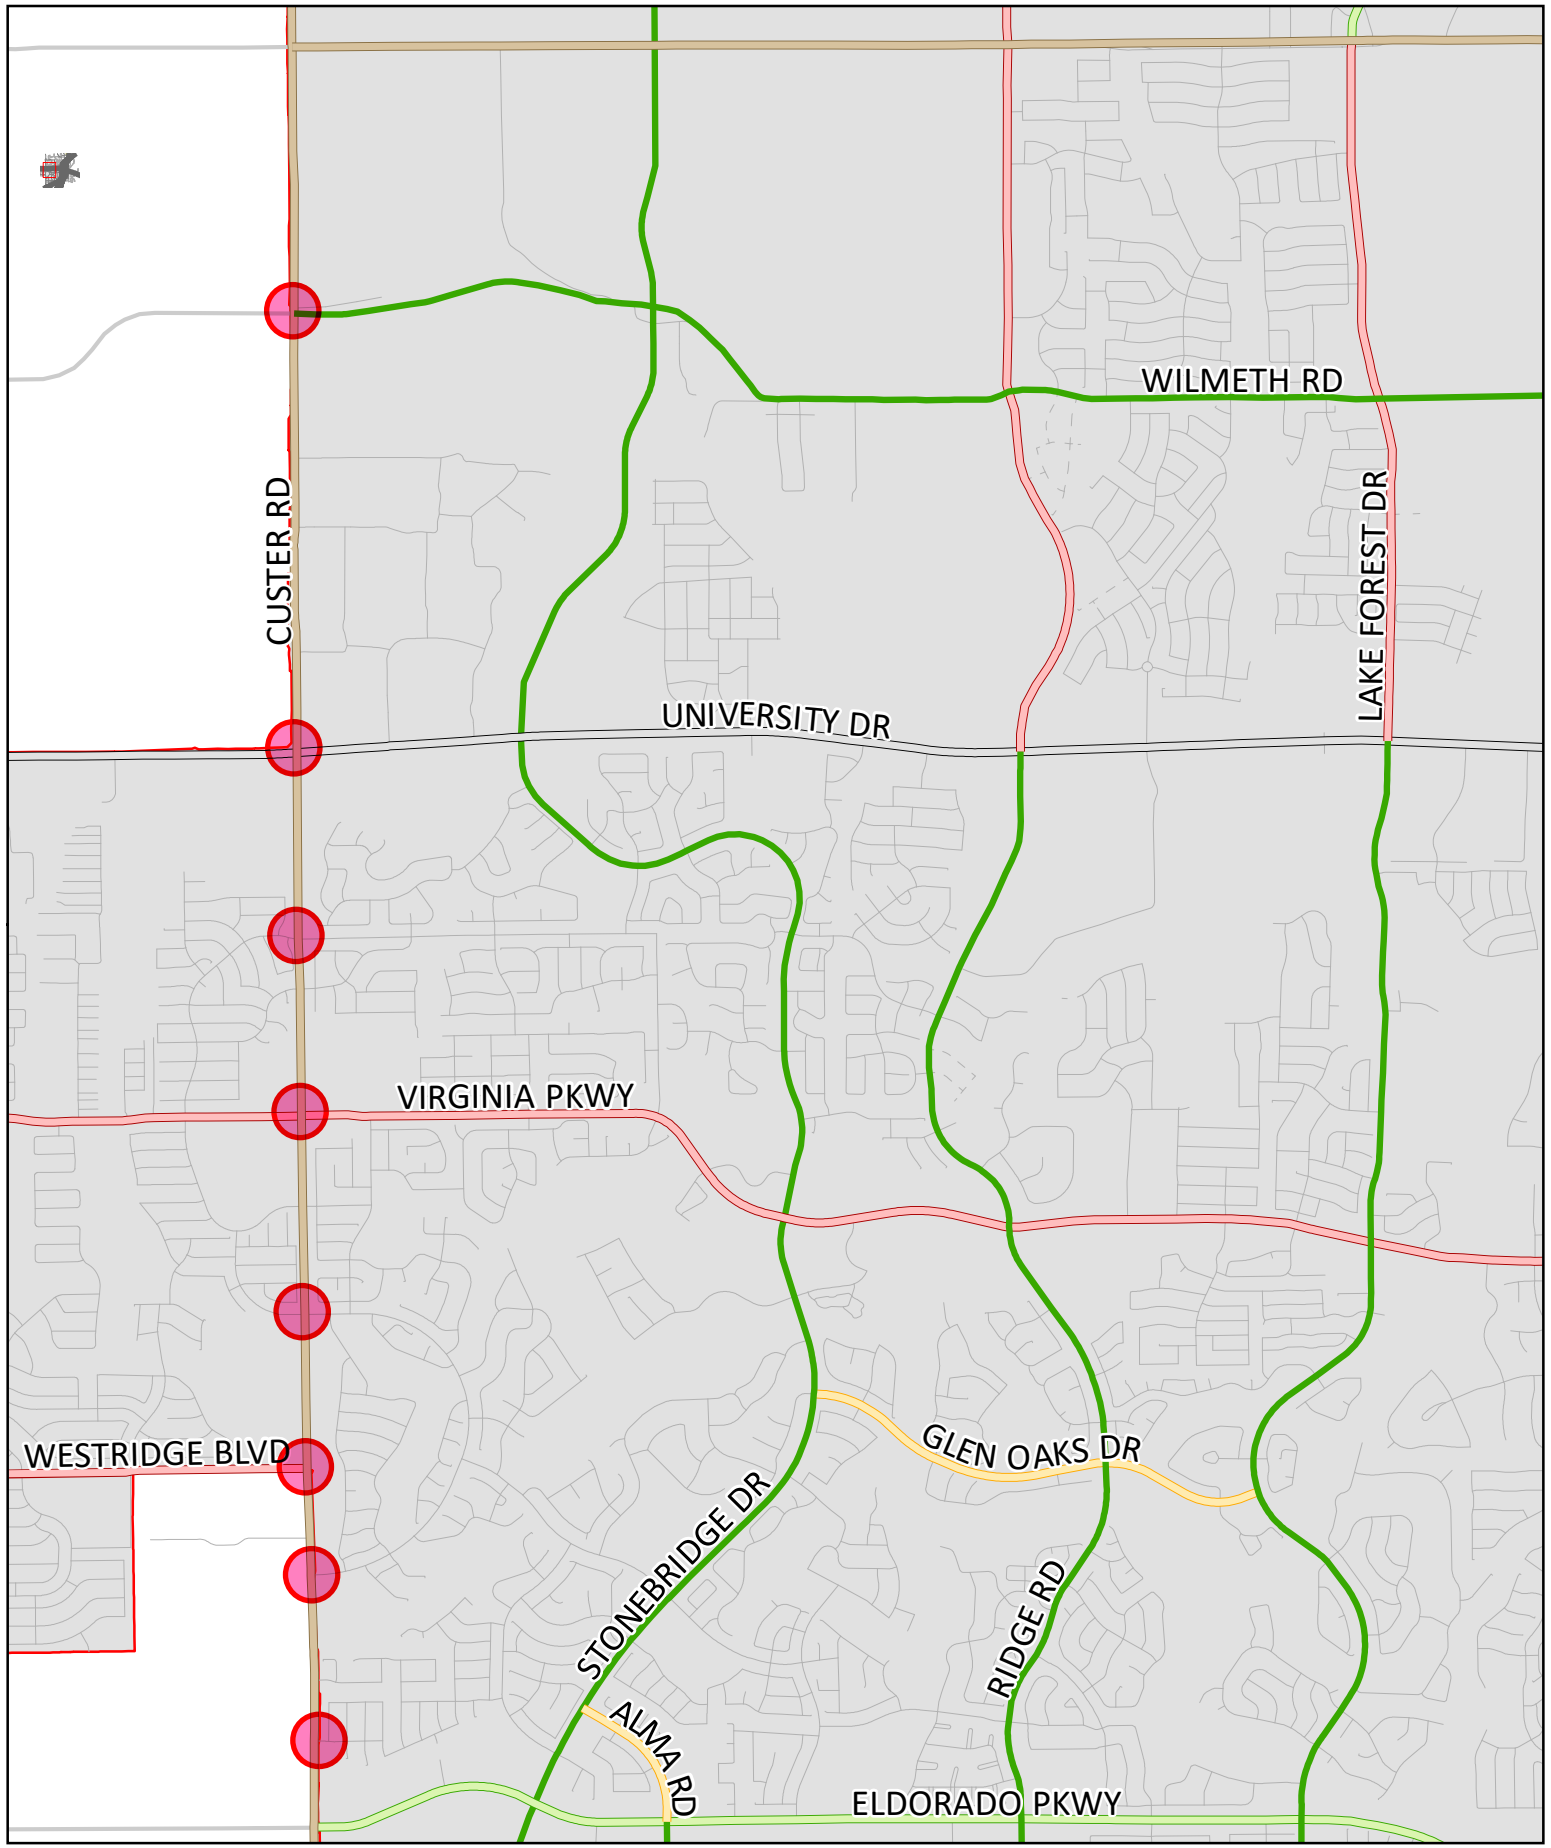 WILMETH RD
CUSTER RD
LAKE FOREST DR
UNIVERSITY DR
VIRGINIA PKWY
WESTRIDGE BLVD
GLEN OAKS DR
STONEBRIDGE DR
RIDGE RD
ALMA RD
ELDORADO PKWY